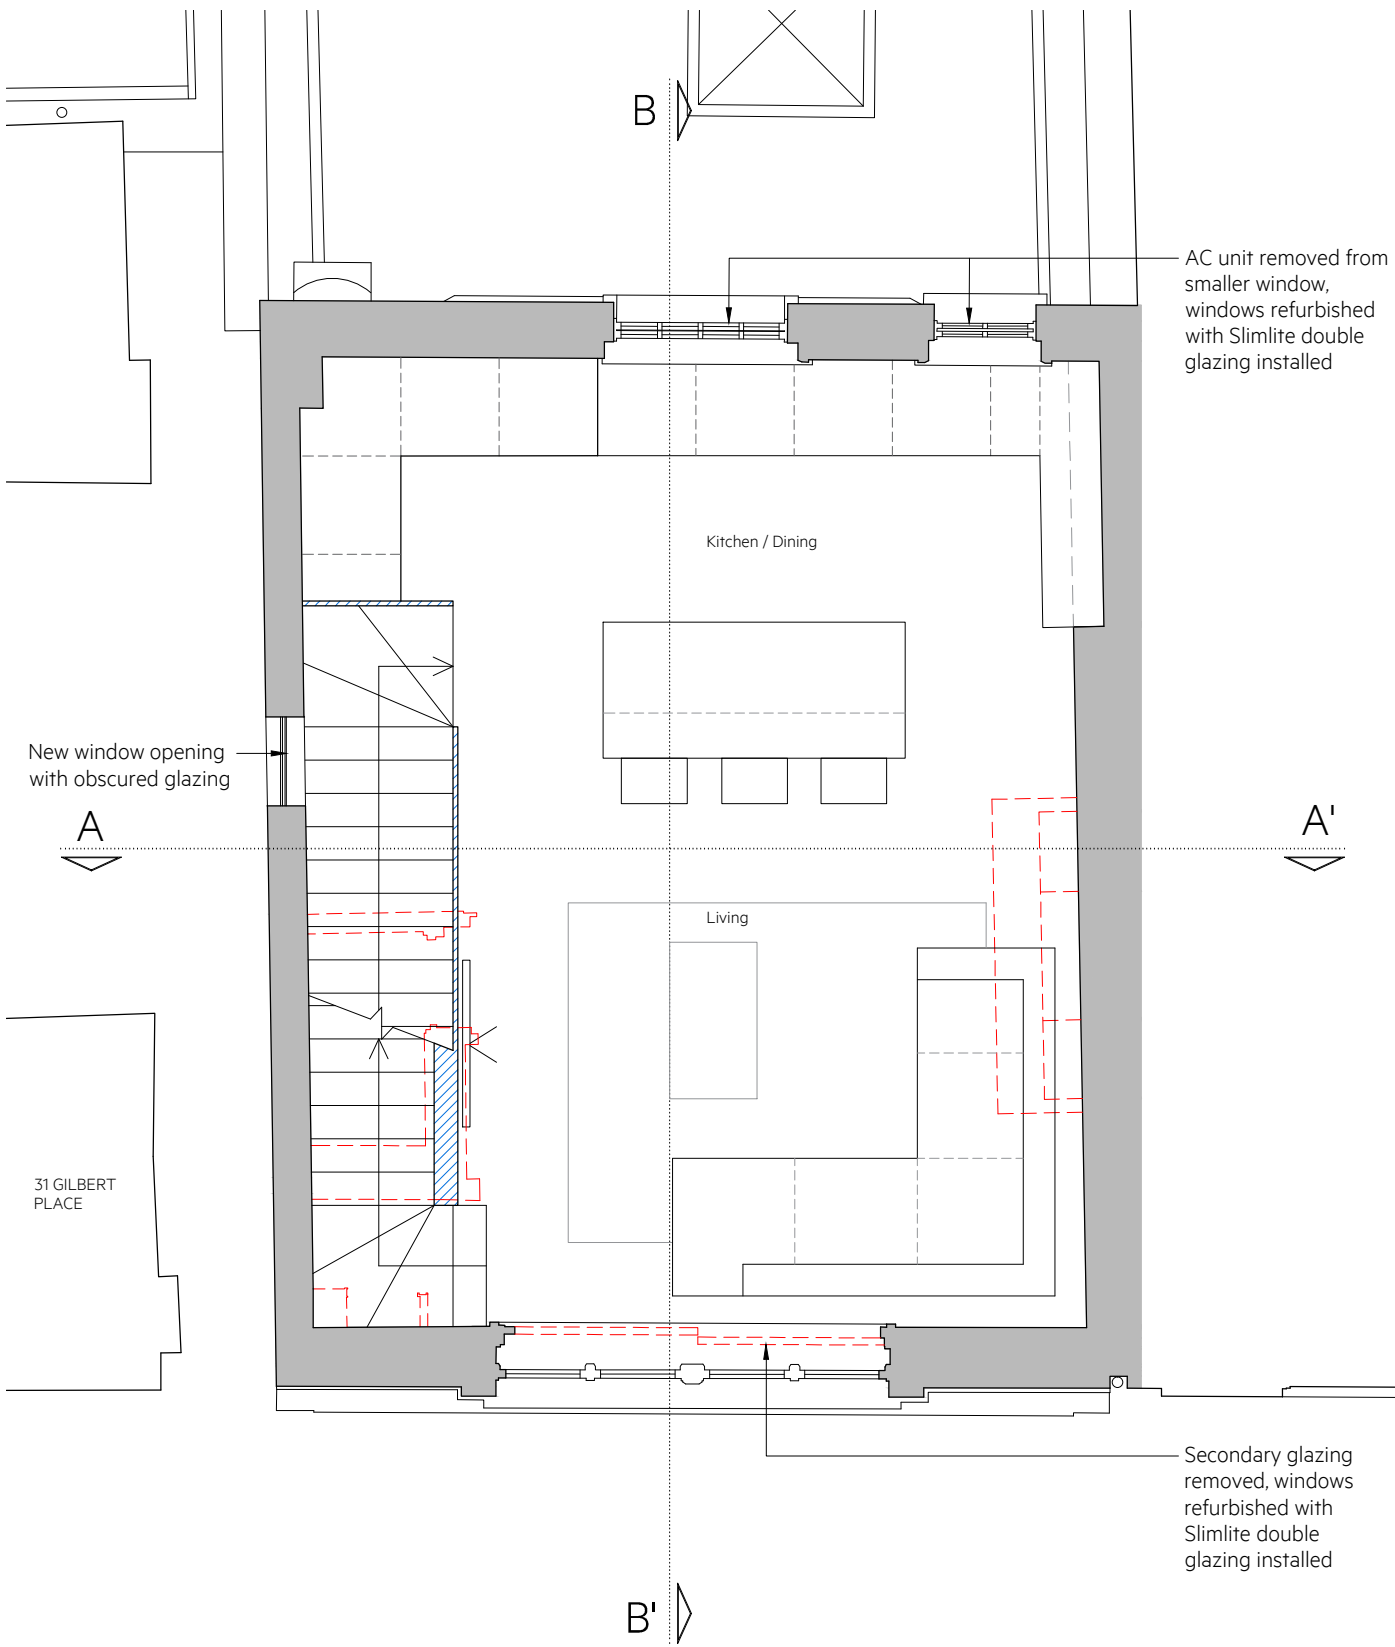 B
AC unit removed from
smaller window,
windows refurbished
with Slimlite double
glazing installed
Kitchen / Dining
New window opening
with obscured glazing
A
A'
Living
31 GILBERT
PLACE
Secondary glazing
removed, windows
refurbished with
Slimlite double
glazing installed
B'